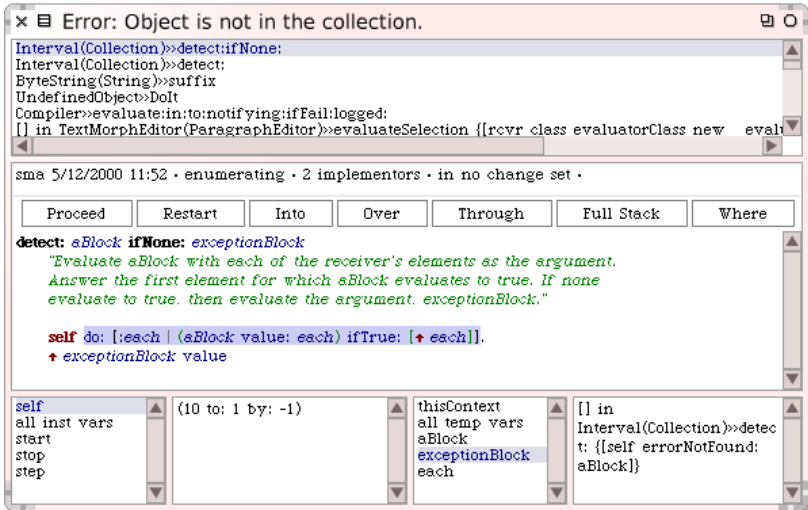 Error: Object is not in the collection.
Interval(Collection)»detect:ifNone:
Interval(Collection)»detect:
ByteString(String)»suffix
UndefinedObject»DoIt
Compiler»evaluate:in:to:notifying:ifFail:logged:
[] in TextMorphEditor(ParagraphEditor)»evaluateSelection {[rcvr class evaluatorClass new
sma 5/12/2000 11:52 · enumerating · 2 implementors · in no change set ·
Proceed Restart Into Over Through Full Stack Where
detect: aBlock ifNone: exceptionBlock
"Evaluate aBlock with each of the receiver's elements as the argument.
Answer the first element for which aBlock evaluates to true. If none
evaluate to true. then evaluate the argument. exceptionBlock."
self do: [:each | (aBlock value: each) ifTrue: [↑ each]].
↑ exceptionBlock value
self
all inst vars
start
stop
step
(10 to: 1 by: -1)
thisContext
all temp vars
aBlock
exceptionBlock
each
[] in
Interval(Collection)»detec
t: {[self errorNotFound:
aBlock]}